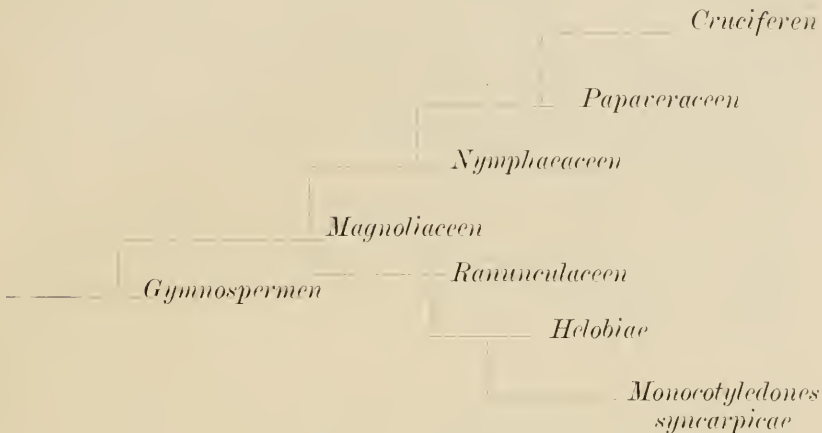 Cruciferen
Papaveraceen
Nymphaeaceen
Magnoliaceen
Ranunculaceen
Gymnospermen
Helobiae
Monocotyledones
syncarpicae